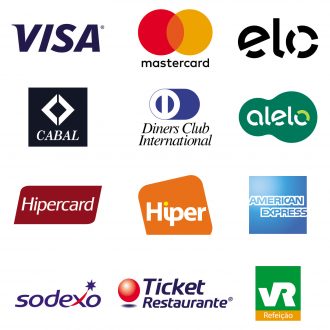 VISA
mastercard
elo
CABAL
Diners Club
International
alelo
Hipercard
Hiper
AMERICAN
EXPRESS
sodexo
Ticket
Restaurante®
VR
Refeição